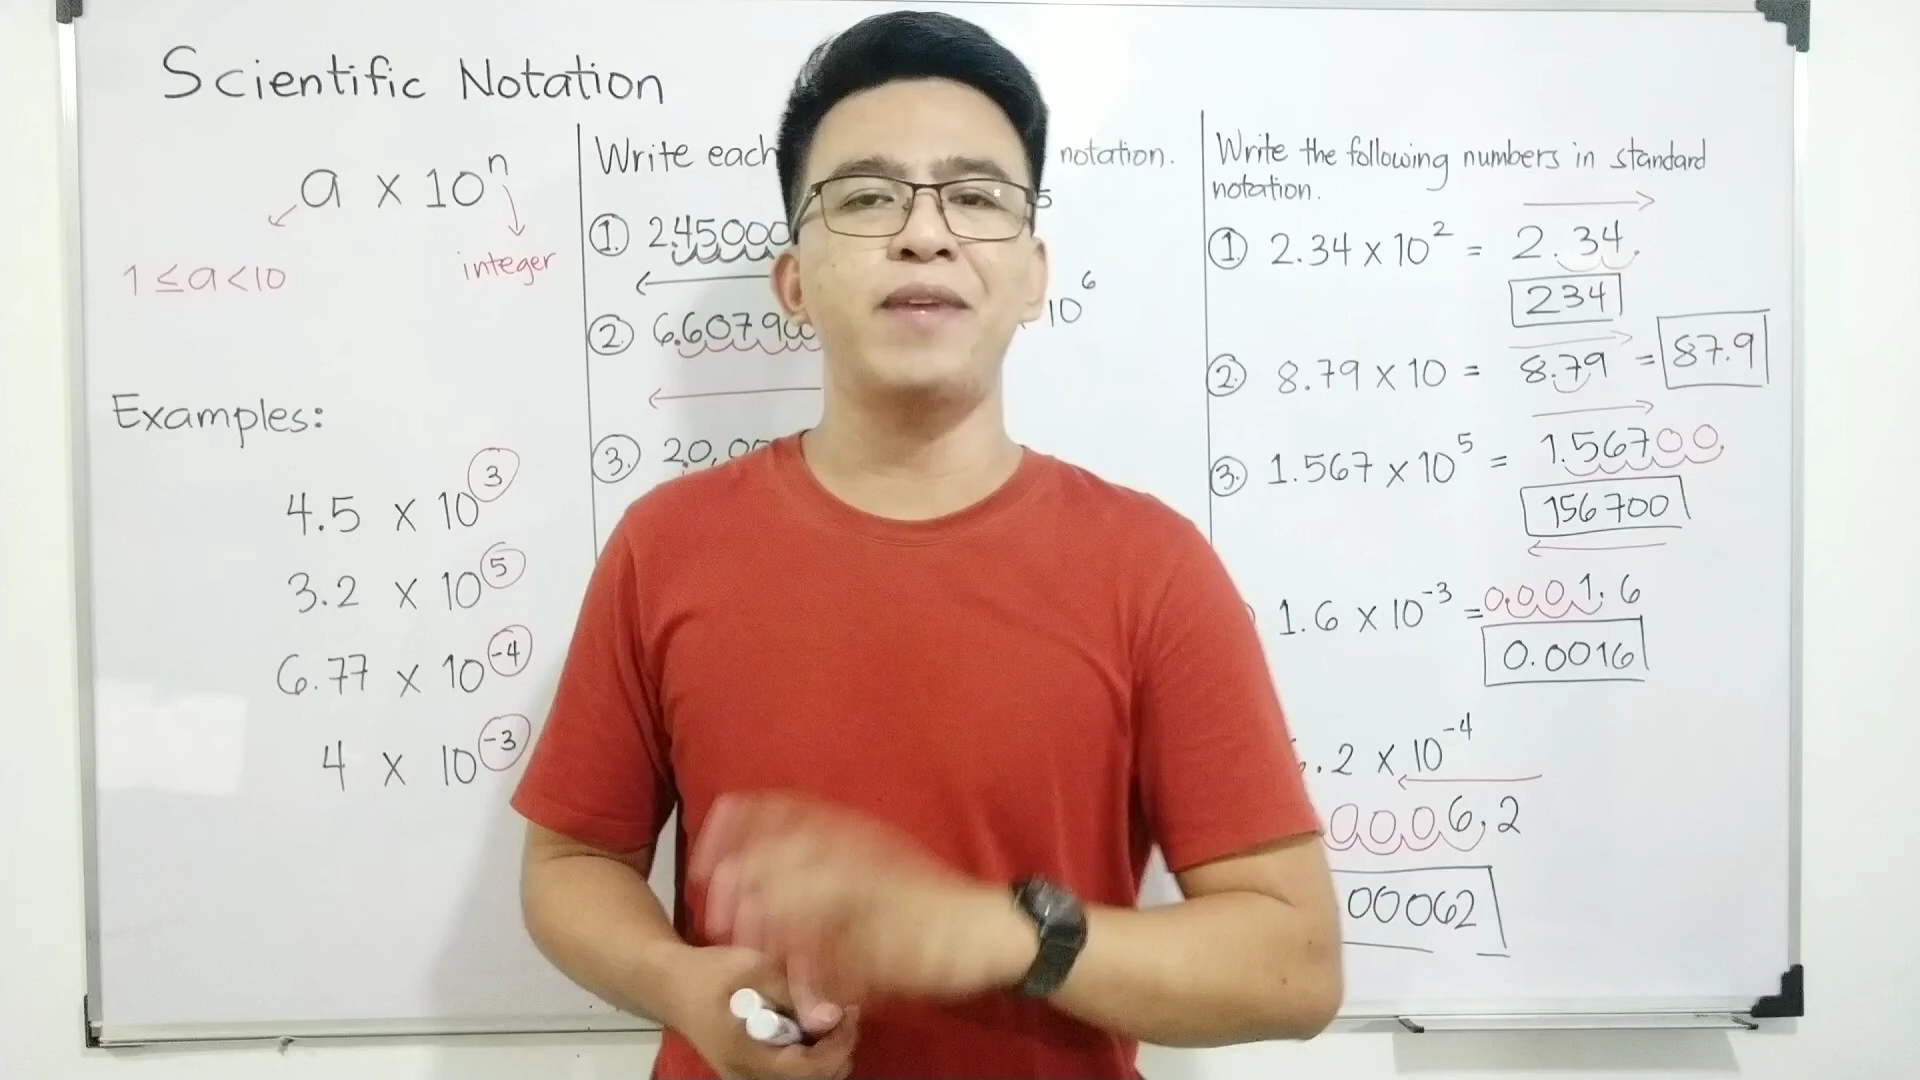 Scientific Notation
a x 10^n
1 ≤ a < 10
integer
Examples:
4.5 x 10^3
3.2 x 10^5
6.77 x 10^-4
4 x 10^-3
Write each notation.
① 2.45000
5
② 6.607900
10^6
③ 20,00
Write the following numbers in standard
notation.
① 2.34 x 10^2 = 2.34.
234
② 8.79 x 10 = 8.79 = 87.9
③ 1.567 x 10^5 = 1.56700.
156700
1.6 x 10^-3 = 0.001.6
0.0016
.2 x 10^-4
0006.2
00062